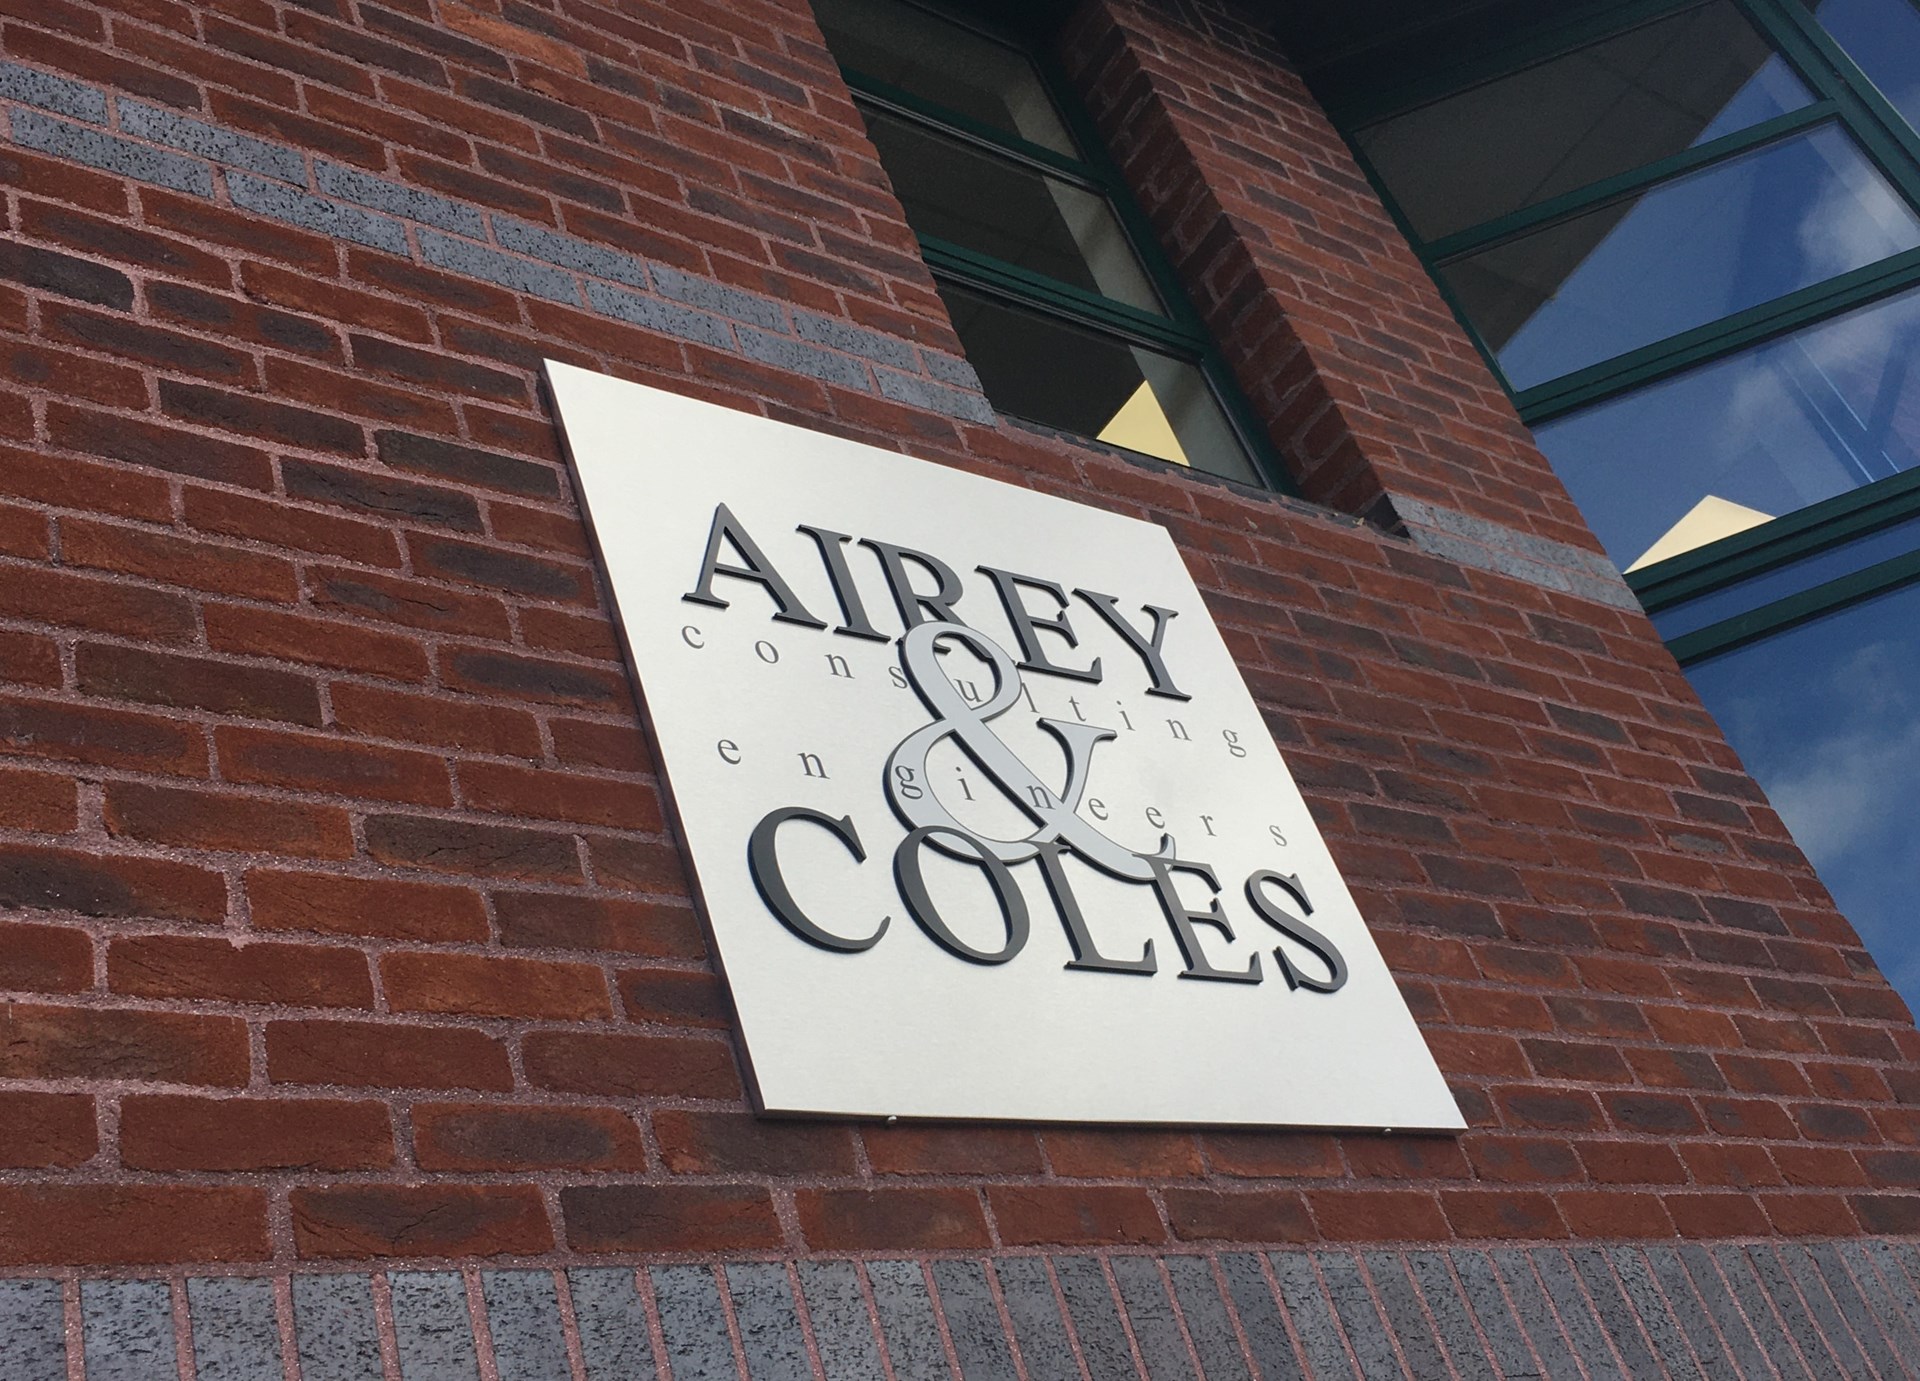 AIREY
consulting
&
engineers
COLES